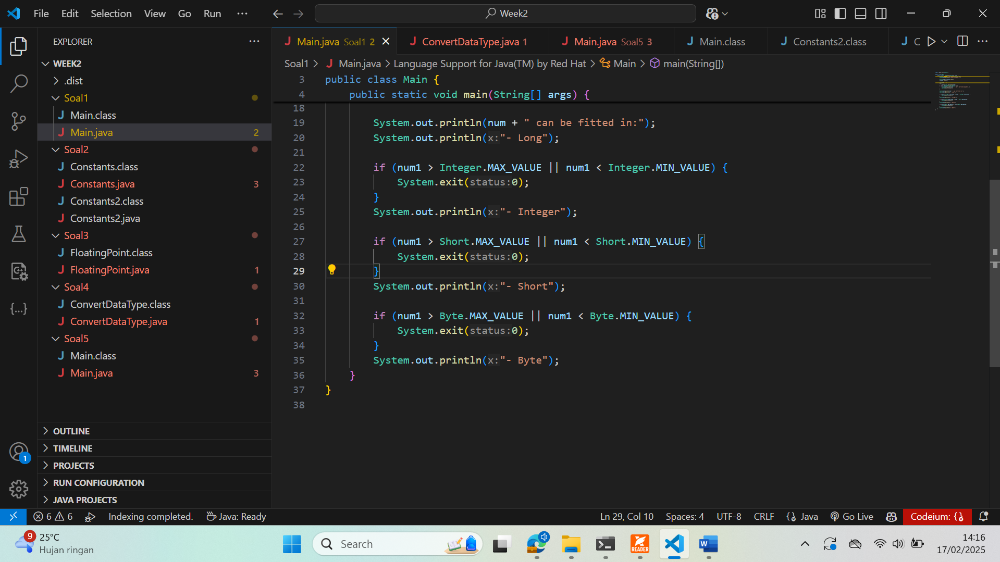 File Edit Selection View Go Run ···
Week2
EXPLORER ···
WEEK2
.dist
Soal1
J Main.class
J Main.java 2
Soal2
J Constants.class
J Constants.java 3
J Constants2.class
J Constants2.java
Soal3
J FloatingPoint.class
J FloatingPoint.java 1
Soal4
J ConvertDataType.class
J ConvertDataType.java 1
Soal5
J Main.class
J Main.java 3
OUTLINE
TIMELINE
PROJECTS
RUN CONFIGURATION
JAVA PROJECTS
1
J Main.java Soal1 2 J ConvertDataType.java 1 J Main.java Soal5 3 J Main.class J Constants2.class J C ···
Soal1 > J Main.java > Language Support for Java(TM) by Red Hat > Main > main(String[])
3 public class Main {
4 public static void main(String[] args) {
18
19 System.out.println(num + " can be fitted in:");
20 System.out.println(x:"- Long");
21
22 if (num1 > Integer.MAX_VALUE || num1 < Integer.MIN_VALUE) {
23 System.exit(status:0);
24 }
25 System.out.println(x:"- Integer");
26
27 if (num1 > Short.MAX_VALUE || num1 < Short.MIN_VALUE) {
28 System.exit(status:0);
29 }
30 System.out.println(x:"- Short");
31
32 if (num1 > Byte.MAX_VALUE || num1 < Byte.MIN_VALUE) {
33 System.exit(status:0);
34 }
35 System.out.println(x:"- Byte");
36 }
37 }
38
6 6 Indexing completed. Java: Ready Ln 29, Col 10 Spaces: 4 UTF-8 CRLF Java Go Live Codeium: {}
9 25°C
Hujan ringan
Search
READER
W
14:16
17/02/2025